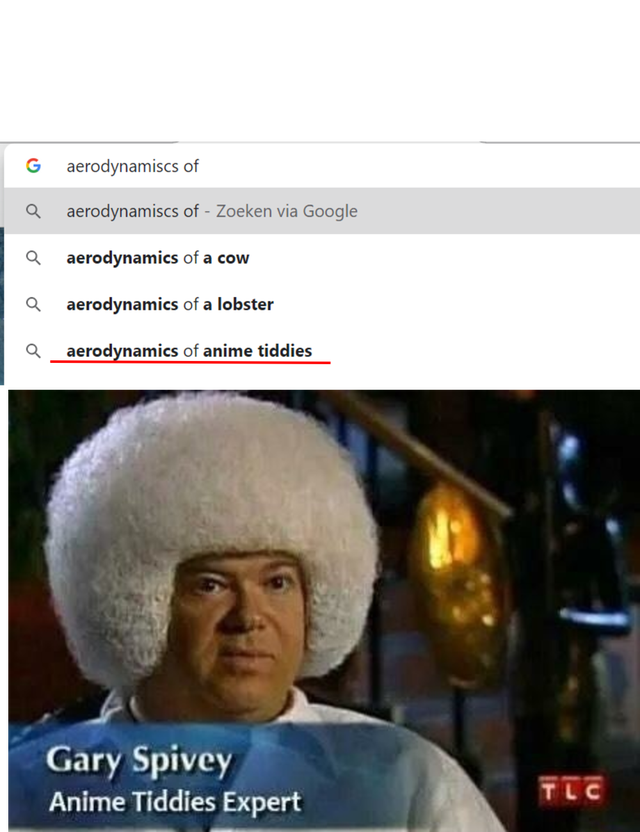 aerodynamiscs of
aerodynamiscs of - Zoeken via Google
aerodynamics of a cow
aerodynamics of a lobster
aerodynamics of anime tiddies
Gary Spivey
Anime Tiddies Expert
TLC